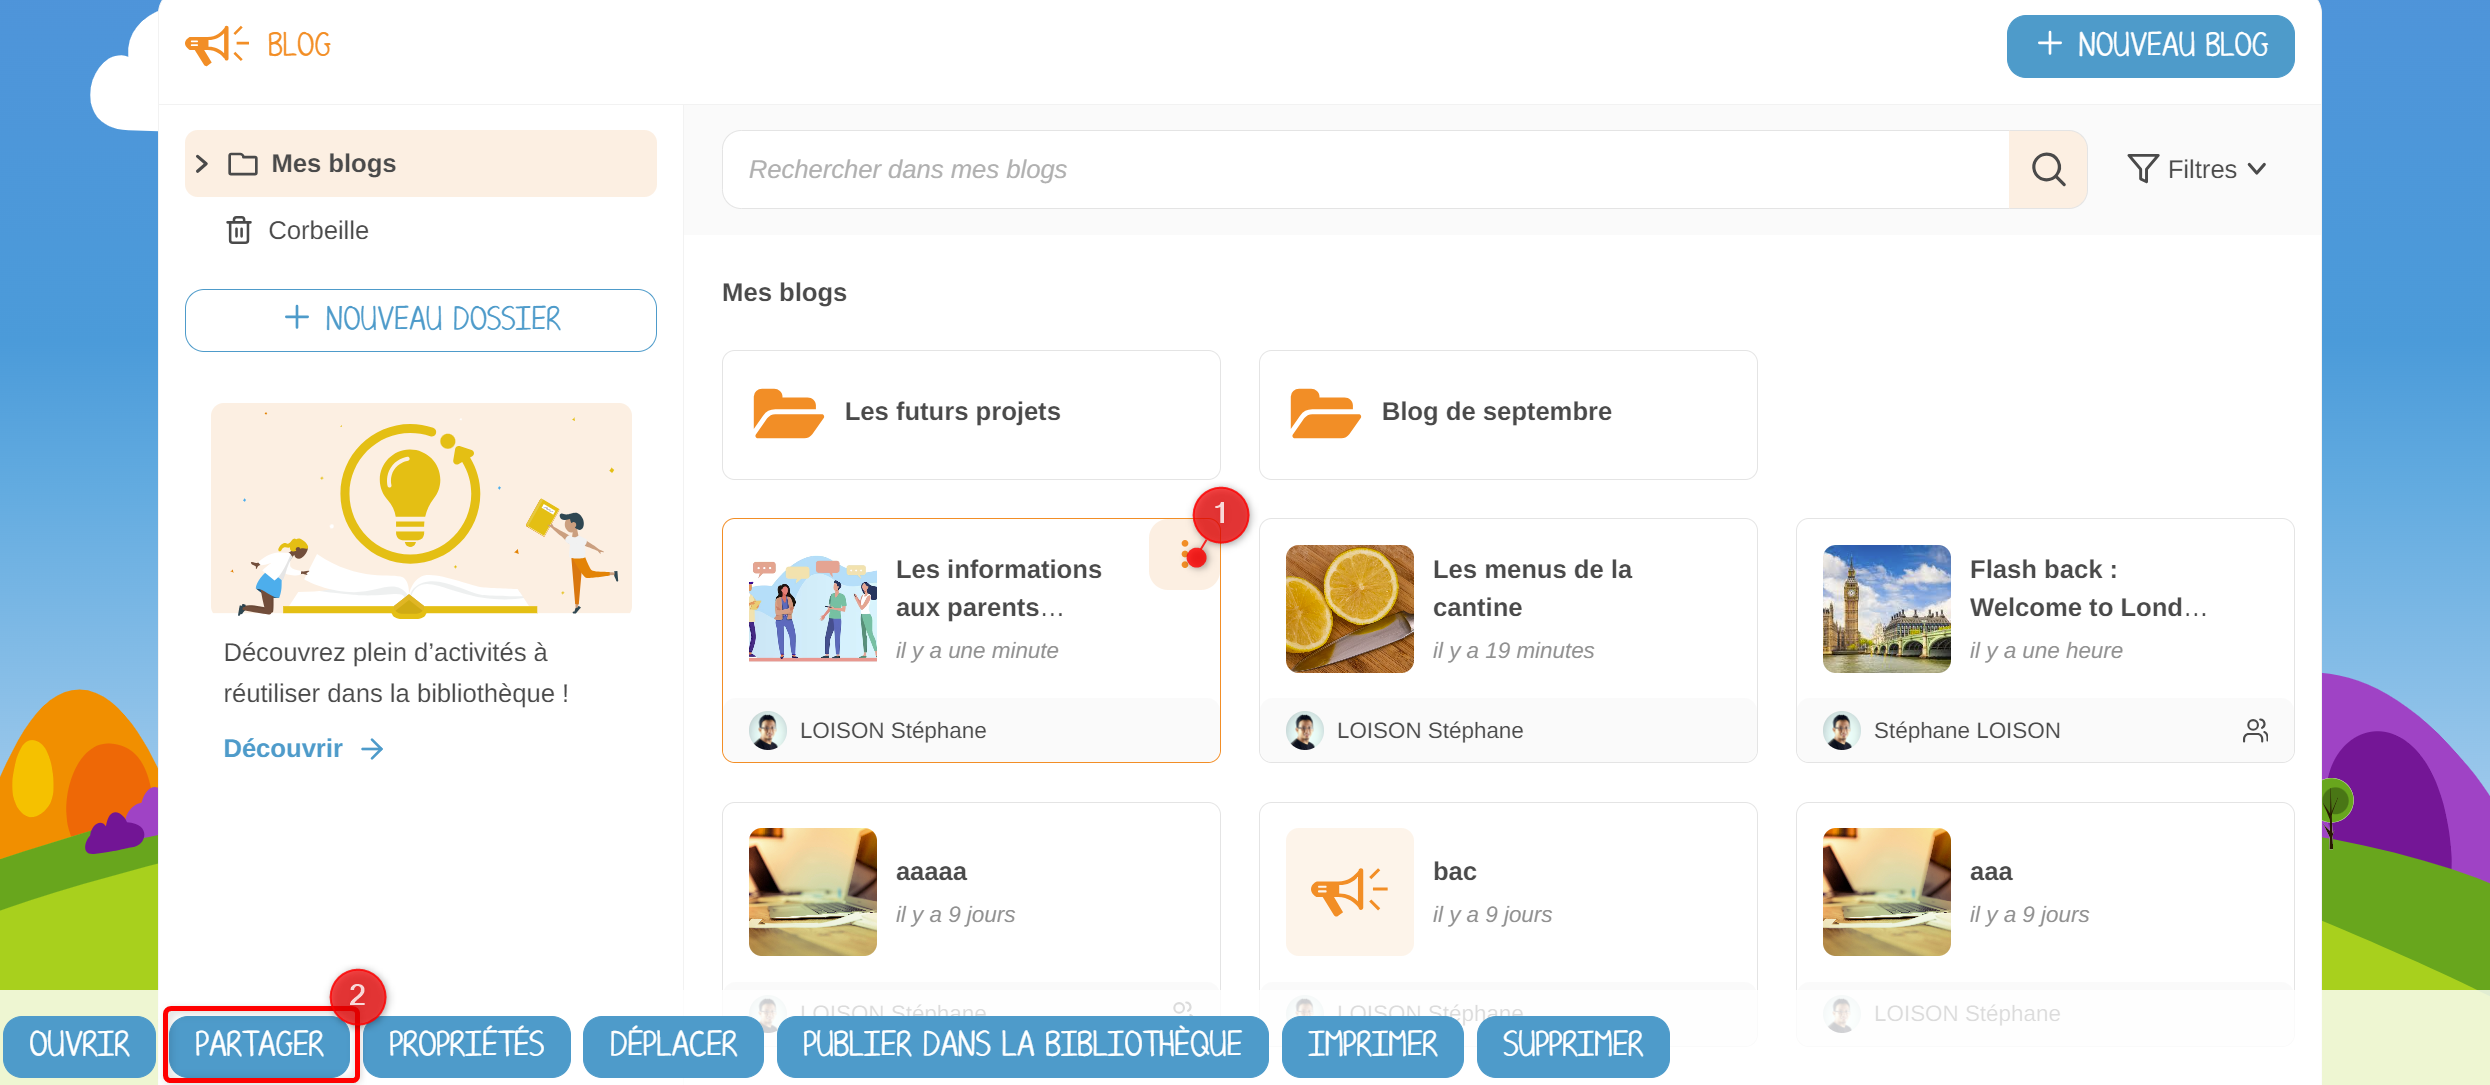 BLOG
+ NOUVEAU BLOG
Mes blogs
Corbeille
+ NOUVEAU DOSSIER
Découvrez plein d’activités à
réutiliser dans la bibliothèque !
Découvrir
Rechercher dans mes blogs
Filtres
Mes blogs
Les futurs projets
Blog de septembre
1
Les informations
aux parents…
il y a une minute
LOISON Stéphane
Les menus de la
cantine
il y a 19 minutes
LOISON Stéphane
Flash back :
Welcome to Lond…
il y a une heure
Stéphane LOISON
aaaaa
il y a 9 jours
LOISON Stéphane
bac
il y a 9 jours
LOISON Stéphane
aaa
il y a 9 jours
LOISON Stéphane
2
OUVRIR
PARTAGER
PROPRIÉTÉS
DÉPLACER
PUBLIER DANS LA BIBLIOTHÈQUE
IMPRIMER
SUPPRIMER